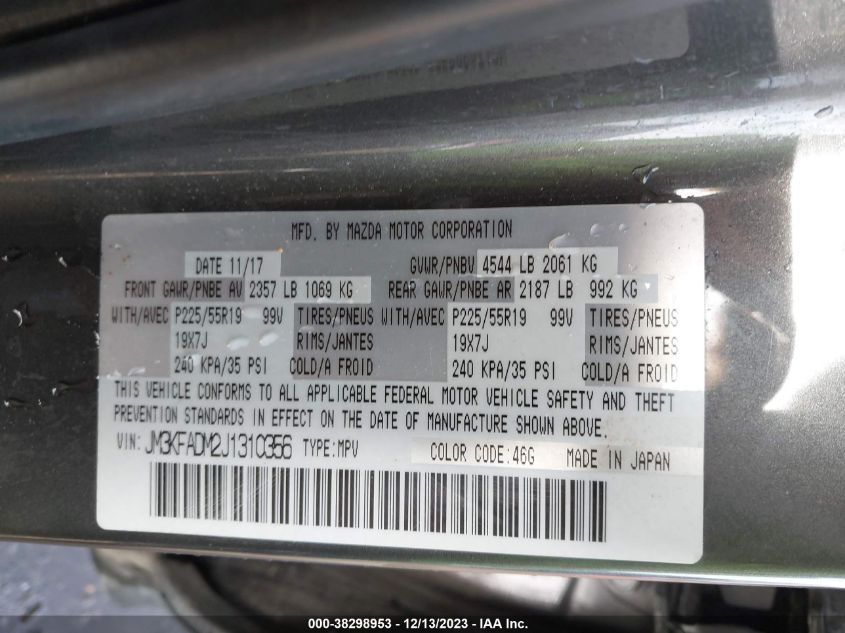 MFD. BY MAZDA MOTOR CORPORATION
DATE 11/17 GVWR/PNBV 4544 LB 2061 KG
FRONT GAWR/PNBE AV 2357 LB 1069 KG REAR GAWR/PNBE AR 2187 LB 992 KG
WITH/AVEC P225/55R19 99V TIRES/PNEUS WITH/AVEC P225/55R19 99V TIRES/PNEUS
19X7J RIMS/JANTES 19X7J RIMS/JANTES
240 KPA/35 PSI COLD/A FROID 240 KPA/35 PSI COLD/A FROID
THIS VEHICLE CONFORMS TO ALL APPLICABLE FEDERAL MOTOR VEHICLE SAFETY AND THEFT
PREVENTION STANDARDS IN EFFECT ON THE DATE OF MANUFACTURE SHOWN ABOVE.
VIN: JM3KFADM2J1310356 TYPE:MPV COLOR CODE:46G MADE IN JAPAN
000-38298953 - 12/13/2023 - IAA Inc.